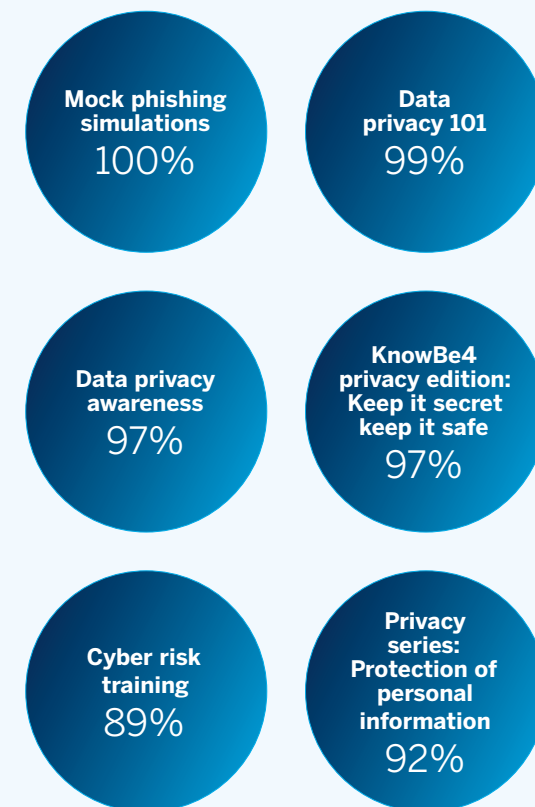 Mock phishing
simulations
100%
Data
privacy 101
99%
Data privacy
awareness
97%
KnowBe4
privacy edition:
Keep it secret
keep it safe
97%
Cyber risk
training
89%
Privacy
series:
Protection of
personal
information
92%